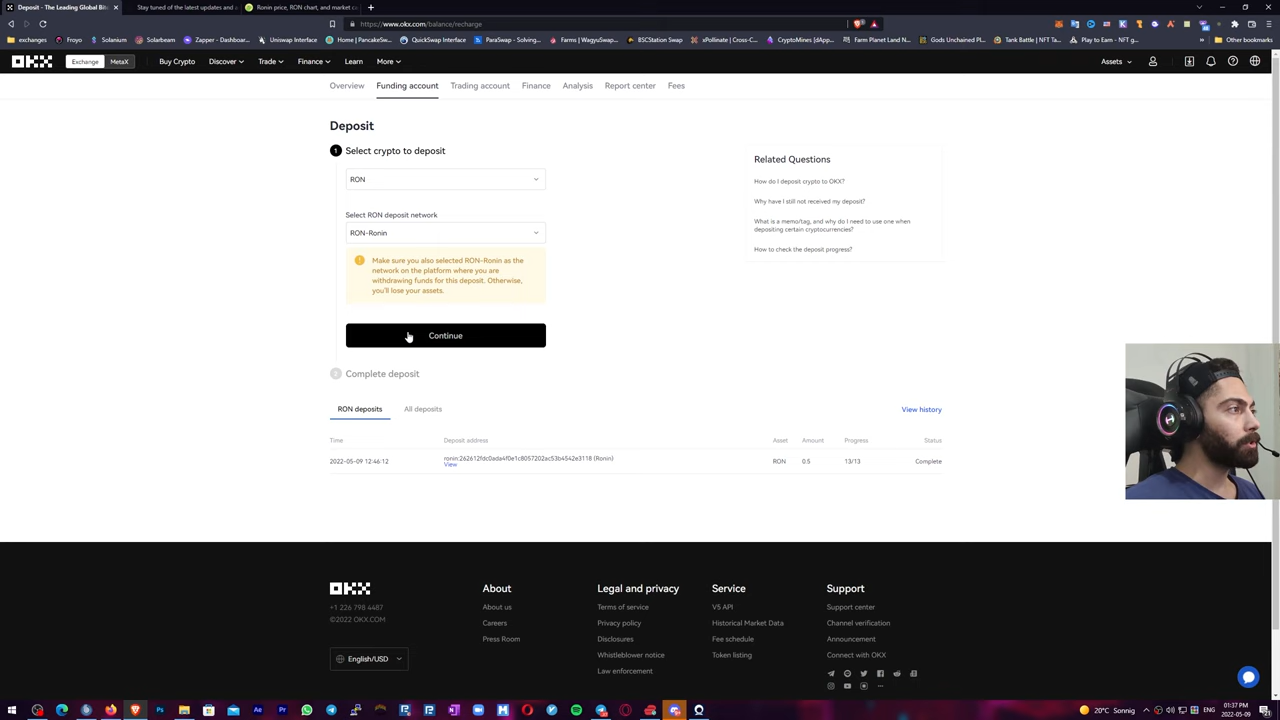 Deposit - The Leading Global Bit
Stay tuned of the latest updates and a
Ronin price, RON chart, and market c
https://www.okx.com/balance/recharge
exchanges
Froyo
Solanium
Solanseam
Zapper - Dashboar...
Uniswap Interface
Home | PancakeSw...
QuickSwap Interface
ParaSwap - Solving...
Farms | WagyuSwap
BSCStation Swap
xPollinate | Cross-C...
CryptoMines [dApp...
Farm Planet Land N...
Gods Unchained Pl...
Tank Battle | NFT Ta...
Play to Earn - NFT g...
Other bookmarks
OKX
Exchange
MetaX
Buy Crypto
Discover
Trade
Finance
Learn
More
Assets
Overview
Funding account
Trading account
Finance
Analysis
Report center
Fees
Deposit
1 Select crypto to deposit
RON
Select RON deposit network
RON-Ronin
Make sure you also selected RON-Ronin as the
network on the platform where you are
withdrawing funds for this deposit. Otherwise,
you'll lose your assets.
Continue
2 Complete deposit
Related Questions
How do I deposit crypto to OKX?
Why have I still not received my deposit?
What is a memo/tag, and why do I need to use one when
depositing certain cryptocurrencies?
How to check the deposit progress?
RON deposits
All deposits
View history
Time
Deposit address
Asset
Amount
Progress
Status
2022-05-09 12:46:12
ronin:262612fdc0ada4f0e1c8057202ac53b4542e3118 (Ronin)
View
RON
0.5
13/13
Complete
OKX
+1 226 798 4487
©2022 OKX.COM
English/USD
About
About us
Careers
Press Room
Legal and privacy
Terms of service
Privacy policy
Disclosures
Whistleblower notice
Law enforcement
Service
V5 API
Historical Market Data
Fee schedule
Token listing
Support
Support center
Channel verification
Announcement
Connect with OKX
20°C Sonnig
01:37 PM
2022-05-09